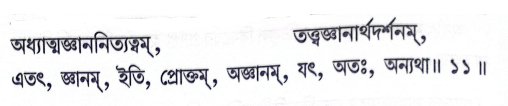 অধ্যাত্মজ্ঞাননিত্যত্বম্, তত্ত্বজ্ঞানার্থদর্শনম্,
এতৎ, জ্ঞানম্, ইতি, প্রোক্তম্, অজ্ঞানম্, যৎ, অতঃ, অন্যথা॥ ১১ ॥